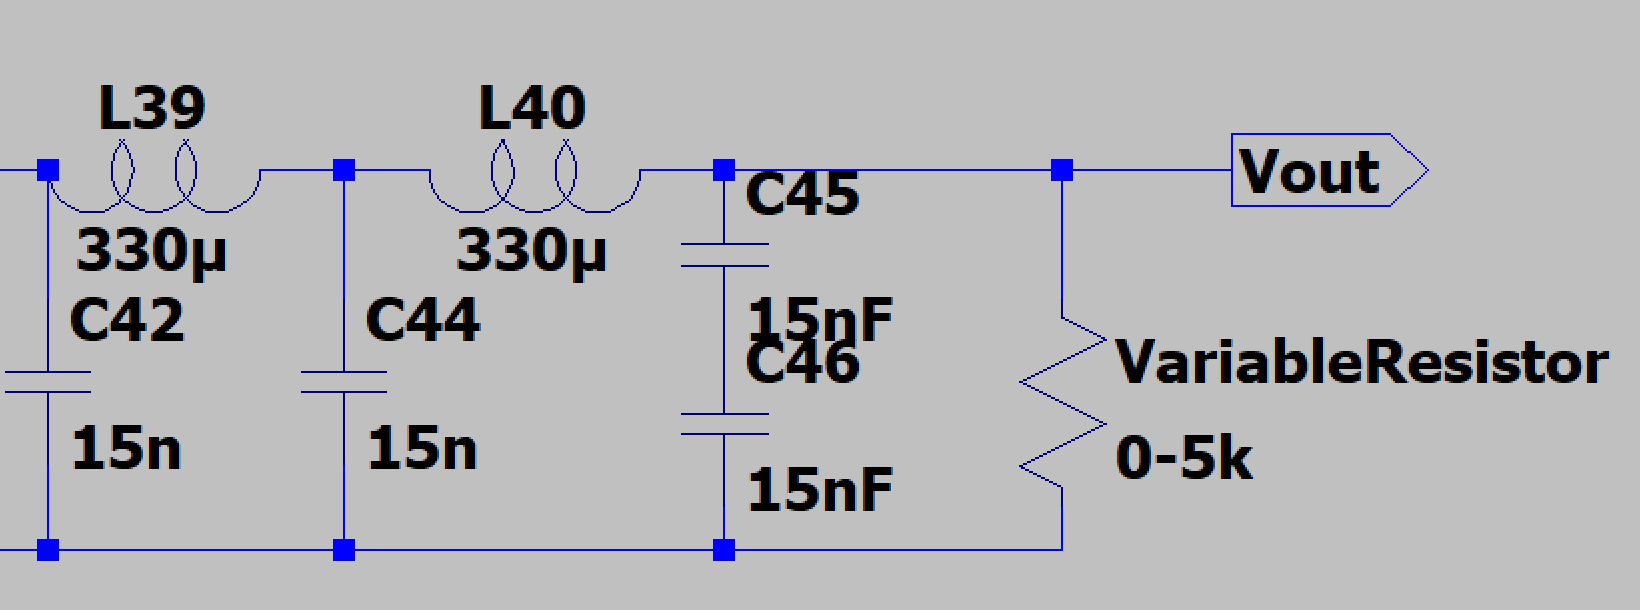 L39
330µ
C42
15n
L40
330µ
C44
15n
C45
15nF
C46
15nF
Vout
VariableResistor
0-5k